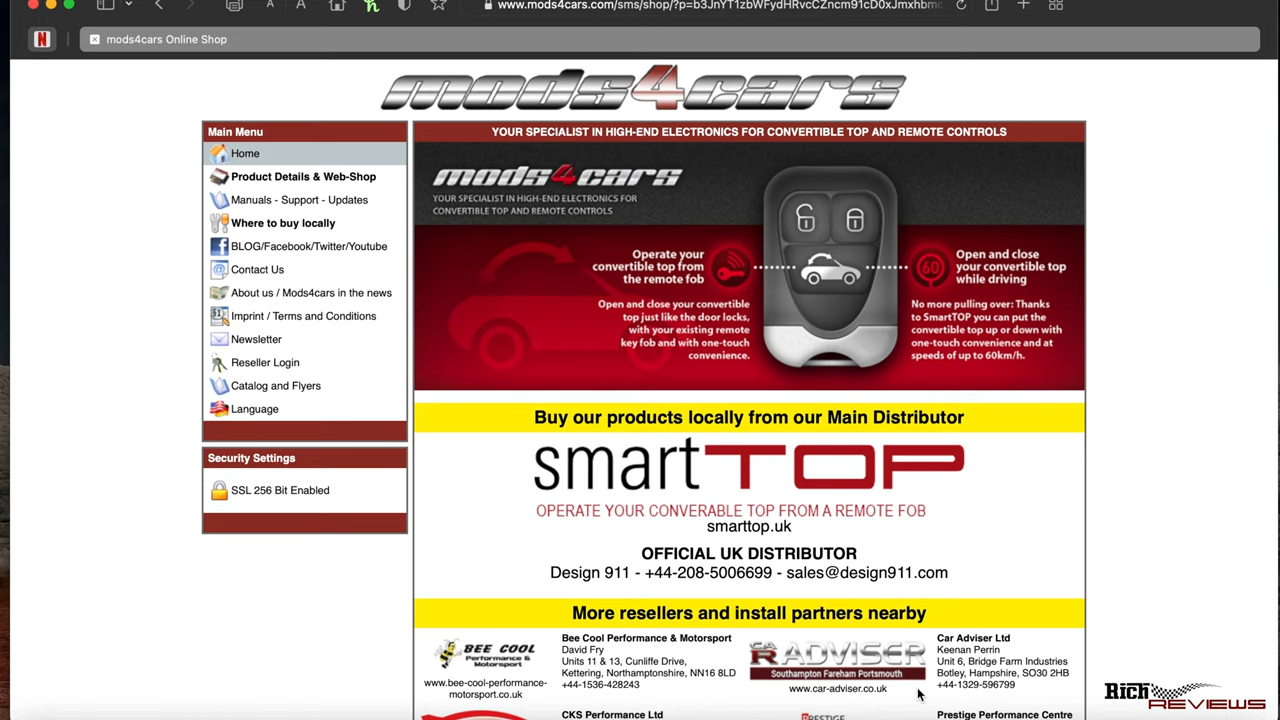 www.mods4cars.com/sms/shop/?p=b3JnYT1zbWFydHRvcCZncm91cD0xJmxhbmc
N
mods4cars Online Shop
mods4cars
Main Menu
Home
Product Details & Web-Shop
Manuals - Support - Updates
Where to buy locally
BLOG/Facebook/Twitter/Youtube
Contact Us
About us / Mods4cars in the news
Imprint / Terms and Conditions
Newsletter
Reseller Login
Catalog and Flyers
Language
Security Settings
SSL 256 Bit Enabled
YOUR SPECIALIST IN HIGH-END ELECTRONICS FOR CONVERTIBLE TOP AND REMOTE CONTROLS
mods4cars
YOUR SPECIALIST IN HIGH-END ELECTRONICS FOR
CONVERTIBLE TOP AND REMOTE CONTROLS
Operate your
convertible top from
the remote fob
Open and close your convertible
top just like the door locks,
with your existing remote
key fob and with one-touch
convenience.
60
Open and close
your convertible top
while driving
No more pulling over: Thanks
to SmartTOP you can put the
convertible top up or down with
one-touch convenience and at
speeds of up to 60km/h.
Buy our products locally from our Main Distributor
smartTOP
OPERATE YOUR CONVERABLE TOP FROM A REMOTE FOB
smarttop.uk
OFFICIAL UK DISTRIBUTOR
Design 911 - +44-208-5006699 - sales@design911.com
More resellers and install partners nearby
BEE COOL
Performance &
Motorsport
www.bee-cool-performance-
motorsport.co.uk
Bee Cool Performance & Motorsport
David Fry
Units 11 & 13, Cunliffe Drive,
Kettering, Northamptonshire, NN16 8LD
+44-1536-428243
CAR ADVISER
Southampton Fareham Portsmouth
www.car-adviser.co.uk
Car Adviser Ltd
Keenan Perrin
Unit 6, Bridge Farm Industries
Botley, Hampshire, SO30 2HB
+44-1329-596799
CKS Performance Ltd
PRESTIGE
Prestige Performance Centre
Rich
REVIEWS